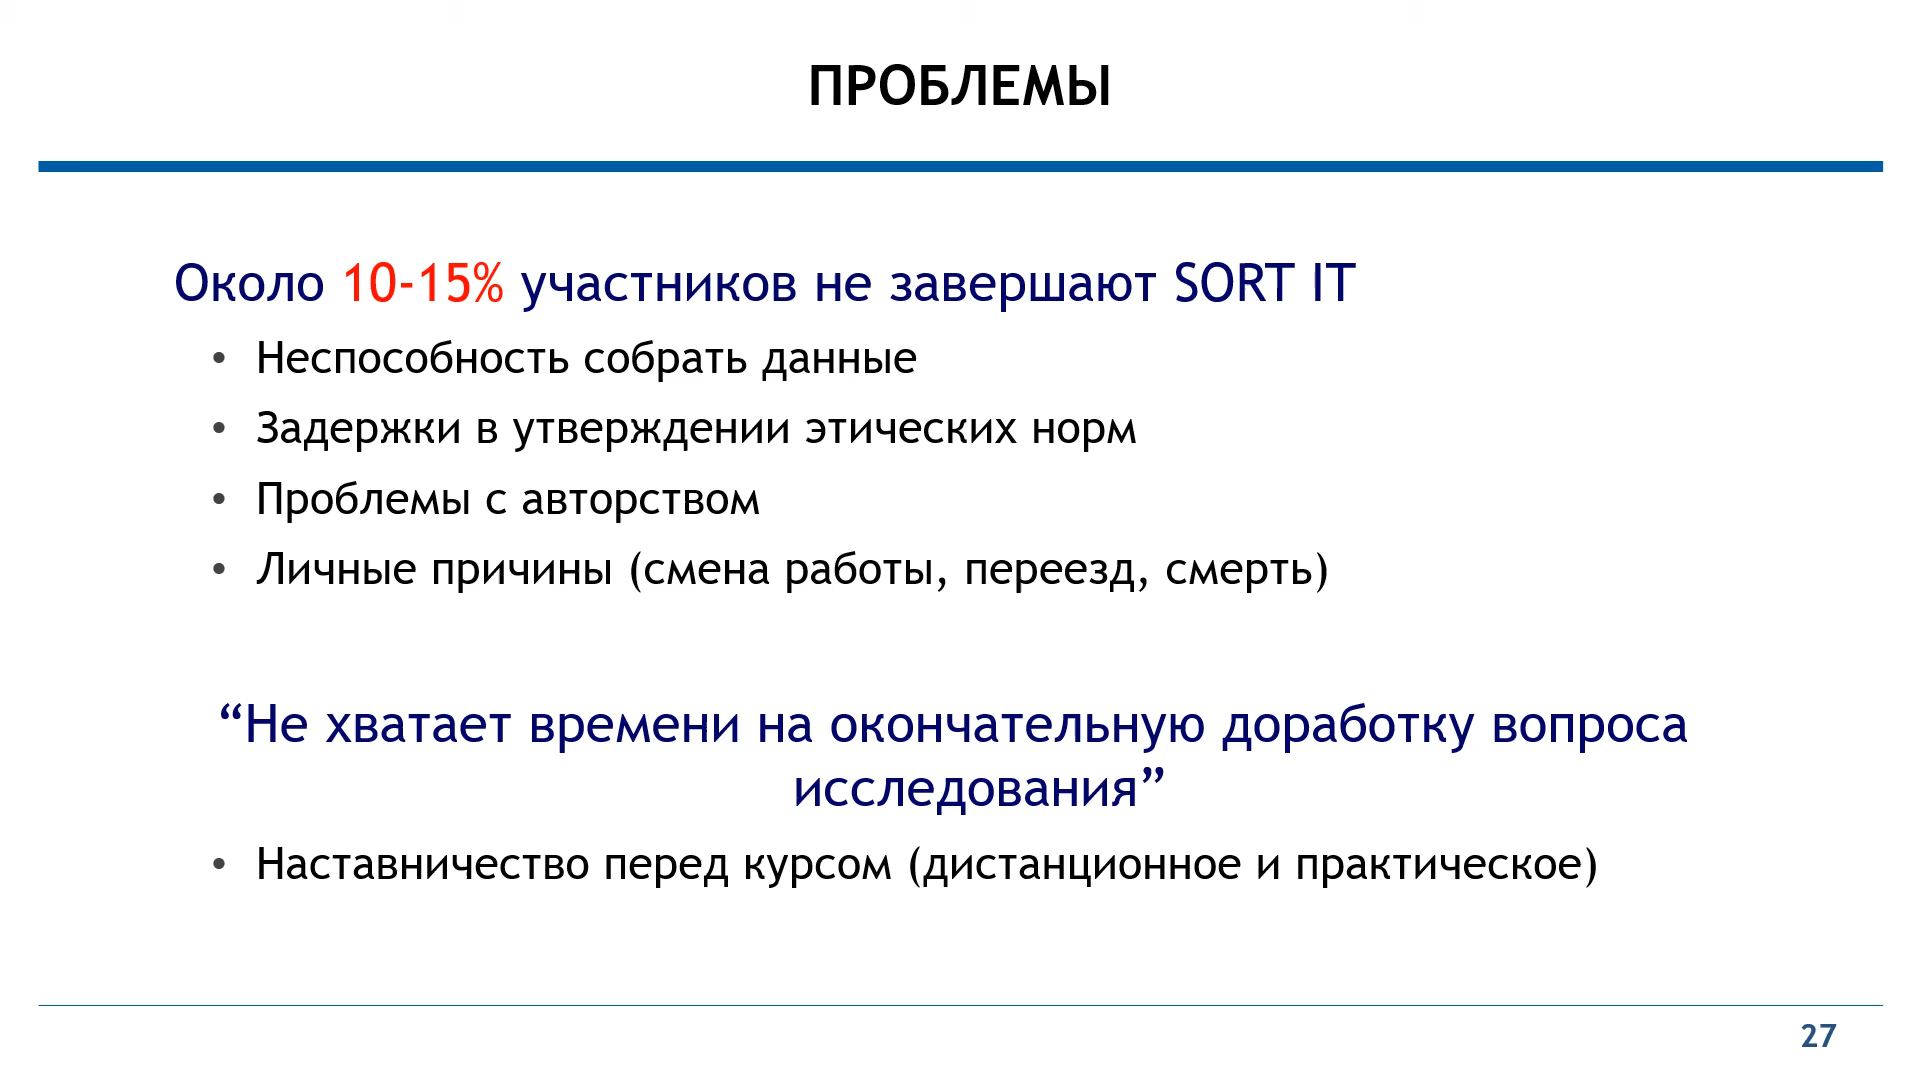 ПРОБЛЕМЫ
Около 10-15% участников не завершают SORT IT
• Неспособность собрать данные
• Задержки в утверждении этических норм
• Проблемы с авторством
• Личные причины (смена работы, переезд, смерть)
“Не хватает времени на окончательную доработку вопроса
исследования”
• Наставничество перед курсом (дистанционное и практическое)
27